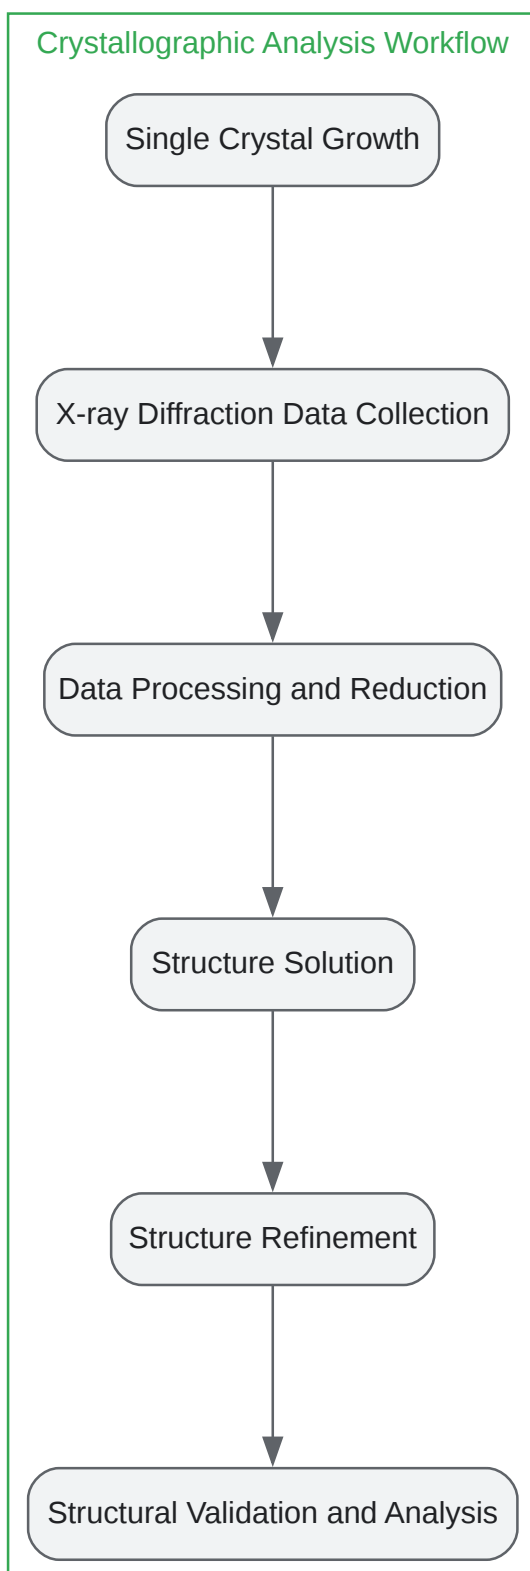 Crystallographic Analysis Workflow
Single Crystal Growth
X-ray Diffraction Data Collection
Data Processing and Reduction
Structure Solution
Structure Refinement
Structural Validation and Analysis